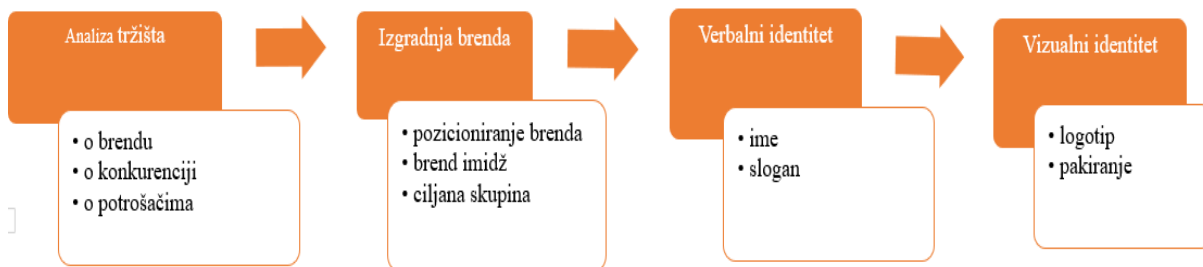 Analiza tržišta
• o brendu
• o konkurenciji
• o potrošačima
Izgradnja brenda
• pozicioniranje brenda
• brend imidž
• ciljana skupina
Verbalni identitet
• ime
• slogan
Vizualni identitet
• logotip
• pakiranje